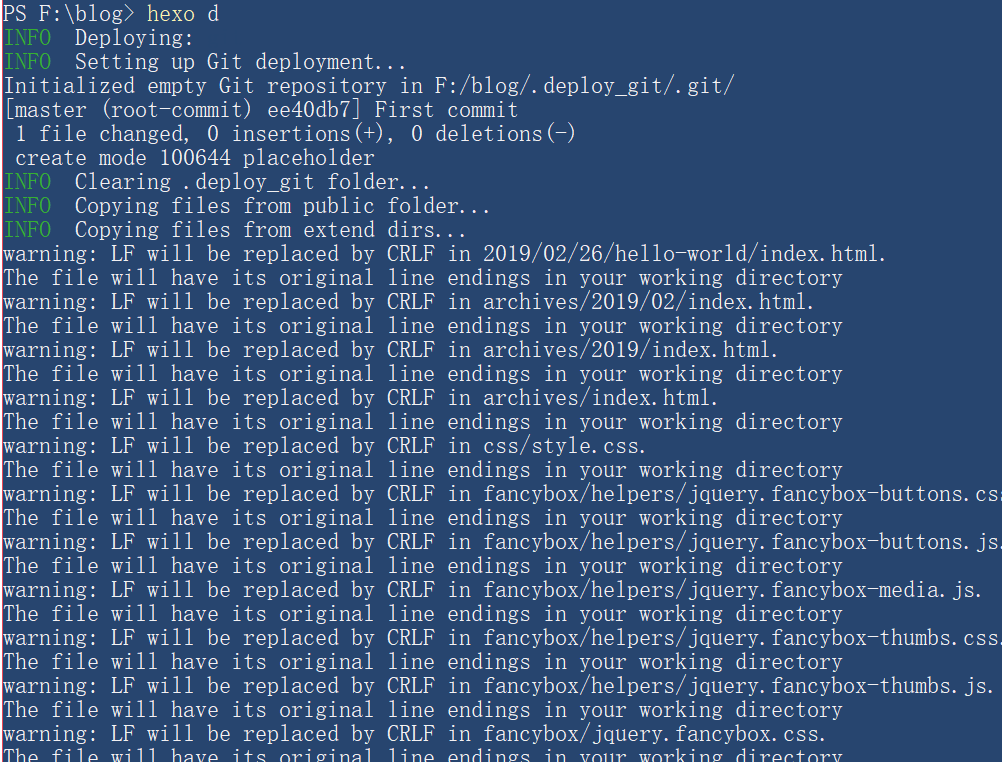 PS F:\blog> hexo d
INFO  Deploying:
INFO  Setting up Git deployment...
Initialized empty Git repository in F:/blog/.deploy_git/.git/
[master (root-commit) ee40db7] First commit
 1 file changed, 0 insertions(+), 0 deletions(-)
 create mode 100644 placeholder
INFO  Clearing .deploy_git folder...
INFO  Copying files from public folder...
INFO  Copying files from extend dirs...
warning: LF will be replaced by CRLF in 2019/02/26/hello-world/index.html.
The file will have its original line endings in your working directory
warning: LF will be replaced by CRLF in archives/2019/02/index.html.
The file will have its original line endings in your working directory
warning: LF will be replaced by CRLF in archives/2019/index.html.
The file will have its original line endings in your working directory
warning: LF will be replaced by CRLF in archives/index.html.
The file will have its original line endings in your working directory
warning: LF will be replaced by CRLF in css/style.css.
The file will have its original line endings in your working directory
warning: LF will be replaced by CRLF in fancybox/helpers/jquery.fancybox-buttons.cs
The file will have its original line endings in your working directory
warning: LF will be replaced by CRLF in fancybox/helpers/jquery.fancybox-buttons.js.
The file will have its original line endings in your working directory
warning: LF will be replaced by CRLF in fancybox/helpers/jquery.fancybox-media.js.
The file will have its original line endings in your working directory
warning: LF will be replaced by CRLF in fancybox/helpers/jquery.fancybox-thumbs.css.
The file will have its original line endings in your working directory
warning: LF will be replaced by CRLF in fancybox/helpers/jquery.fancybox-thumbs.js.
The file will have its original line endings in your working directory
warning: LF will be replaced by CRLF in fancybox/jquery.fancybox.css.
The file will have its original line endings in your working directory